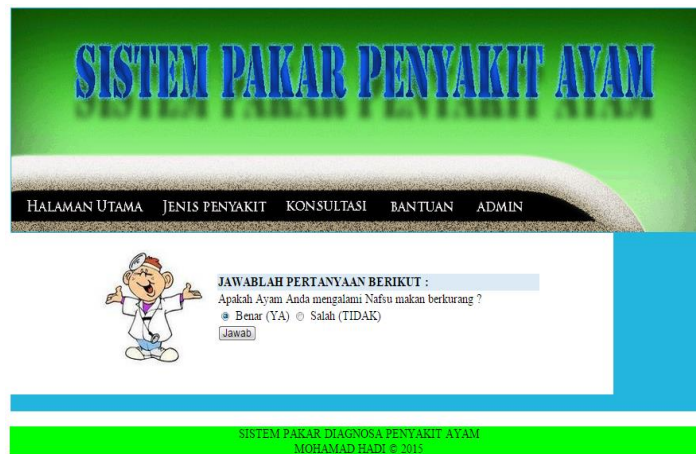 SISTEM PAKAR PENYAKIT AYAM
HALAMAN UTAMA JENIS PENYAKIT KONSULTASI BANTUAN ADMIN
JAWABLAH PERTANYAAN BERIKUT :
Apakah Ayam Anda mengalami Nafsu makan berkurang ?
Benar (YA) Salah (TIDAK)
Jawab
SISTEM PAKAR DIAGNOSA PENYAKIT AYAM
MOHAMAD HADI © 2015